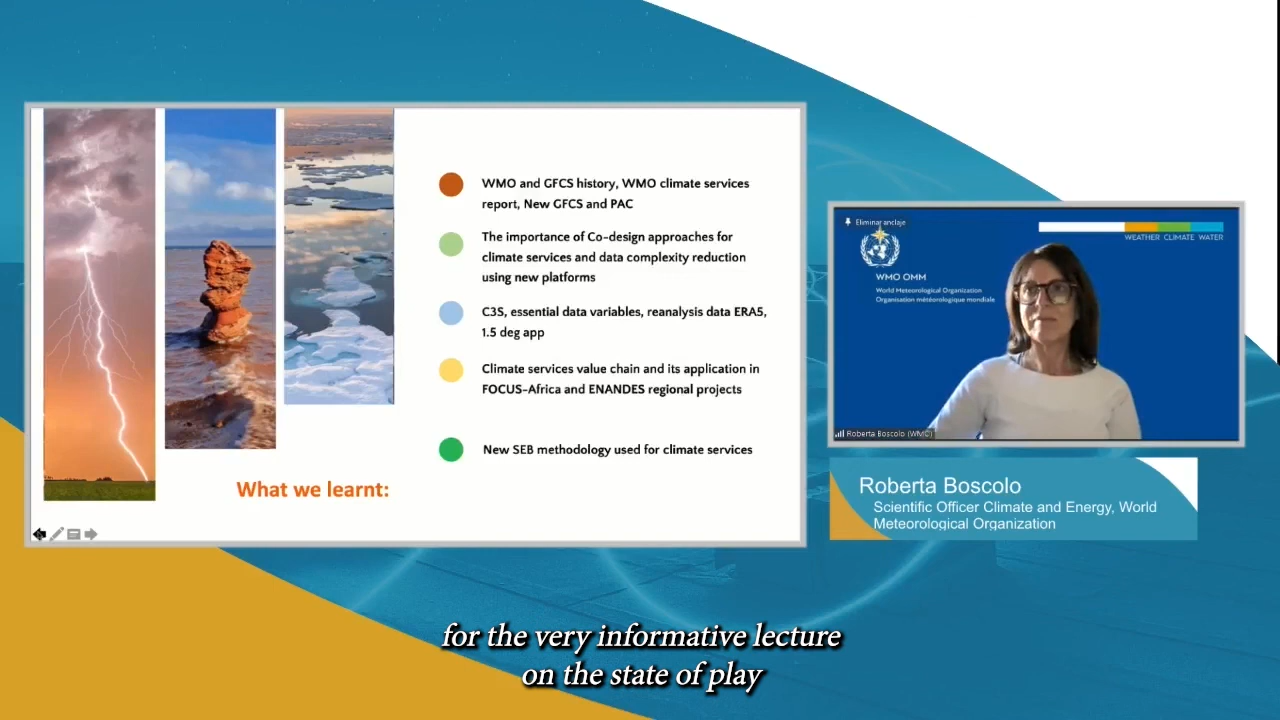 WMO and GFCS history, WMO climate services
report, New GFCS and PAC
The importance of Co-design approaches for
climate services and data complexity reduction
using new platforms
C3S, essential data variables, reanalysis data ERA5,
1.5 deg app
Climate services value chain and its application in
FOCUS-Africa and ENANDES regional projects
New SEB methodology used for climate services
What we learnt:
Eliminar anclaje
WEATHER CLIMATE WATER
WMO OMM
World Meteorological Organization
Organisation météorologique mondiale
Roberta Boscolo (WMO)
Roberta Boscolo
Scientific Officer Climate and Energy, World
Meteorological Organization
for the very informative lecture
on the state of play